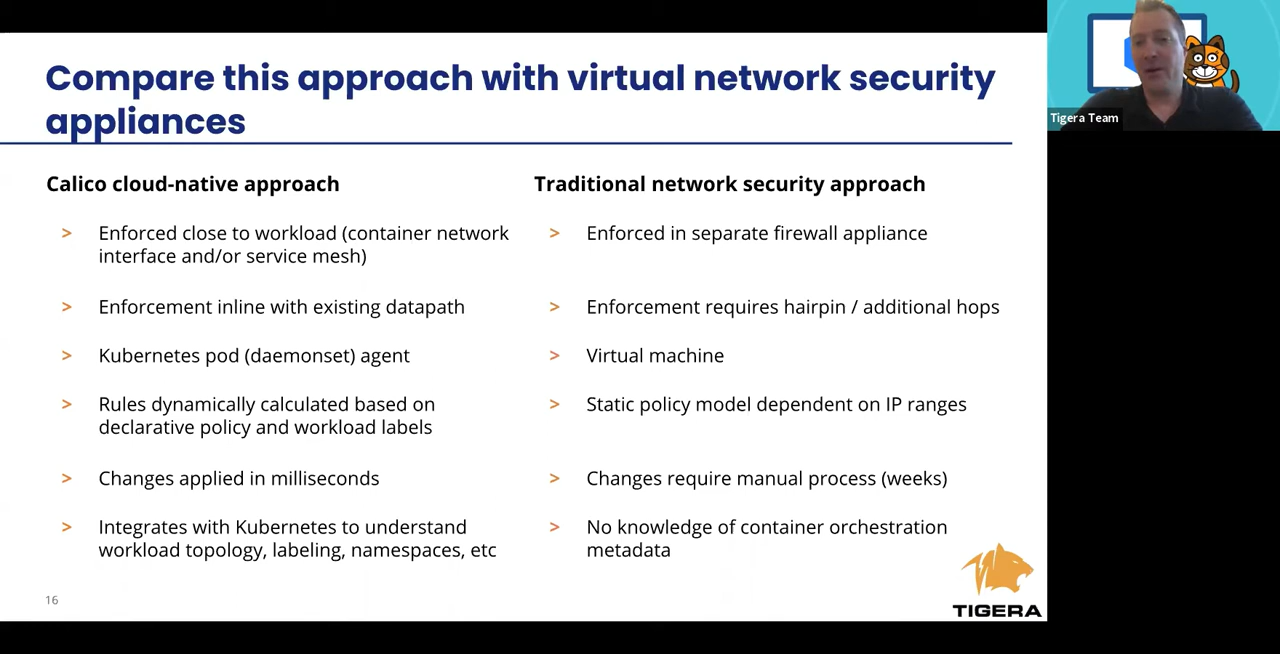 Compare this approach with virtual network security
appliances
Calico cloud-native approach
> Enforced close to workload (container network
interface and/or service mesh)
> Enforcement inline with existing datapath
> Kubernetes pod (daemonset) agent
> Rules dynamically calculated based on
declarative policy and workload labels
> Changes applied in milliseconds
> Integrates with Kubernetes to understand
workload topology, labeling, namespaces, etc
Traditional network security approach
> Enforced in separate firewall appliance
> Enforcement requires hairpin / additional hops
> Virtual machine
> Static policy model dependent on IP ranges
> Changes require manual process (weeks)
> No knowledge of container orchestration
metadata
16
TIGERA
Tigera Team